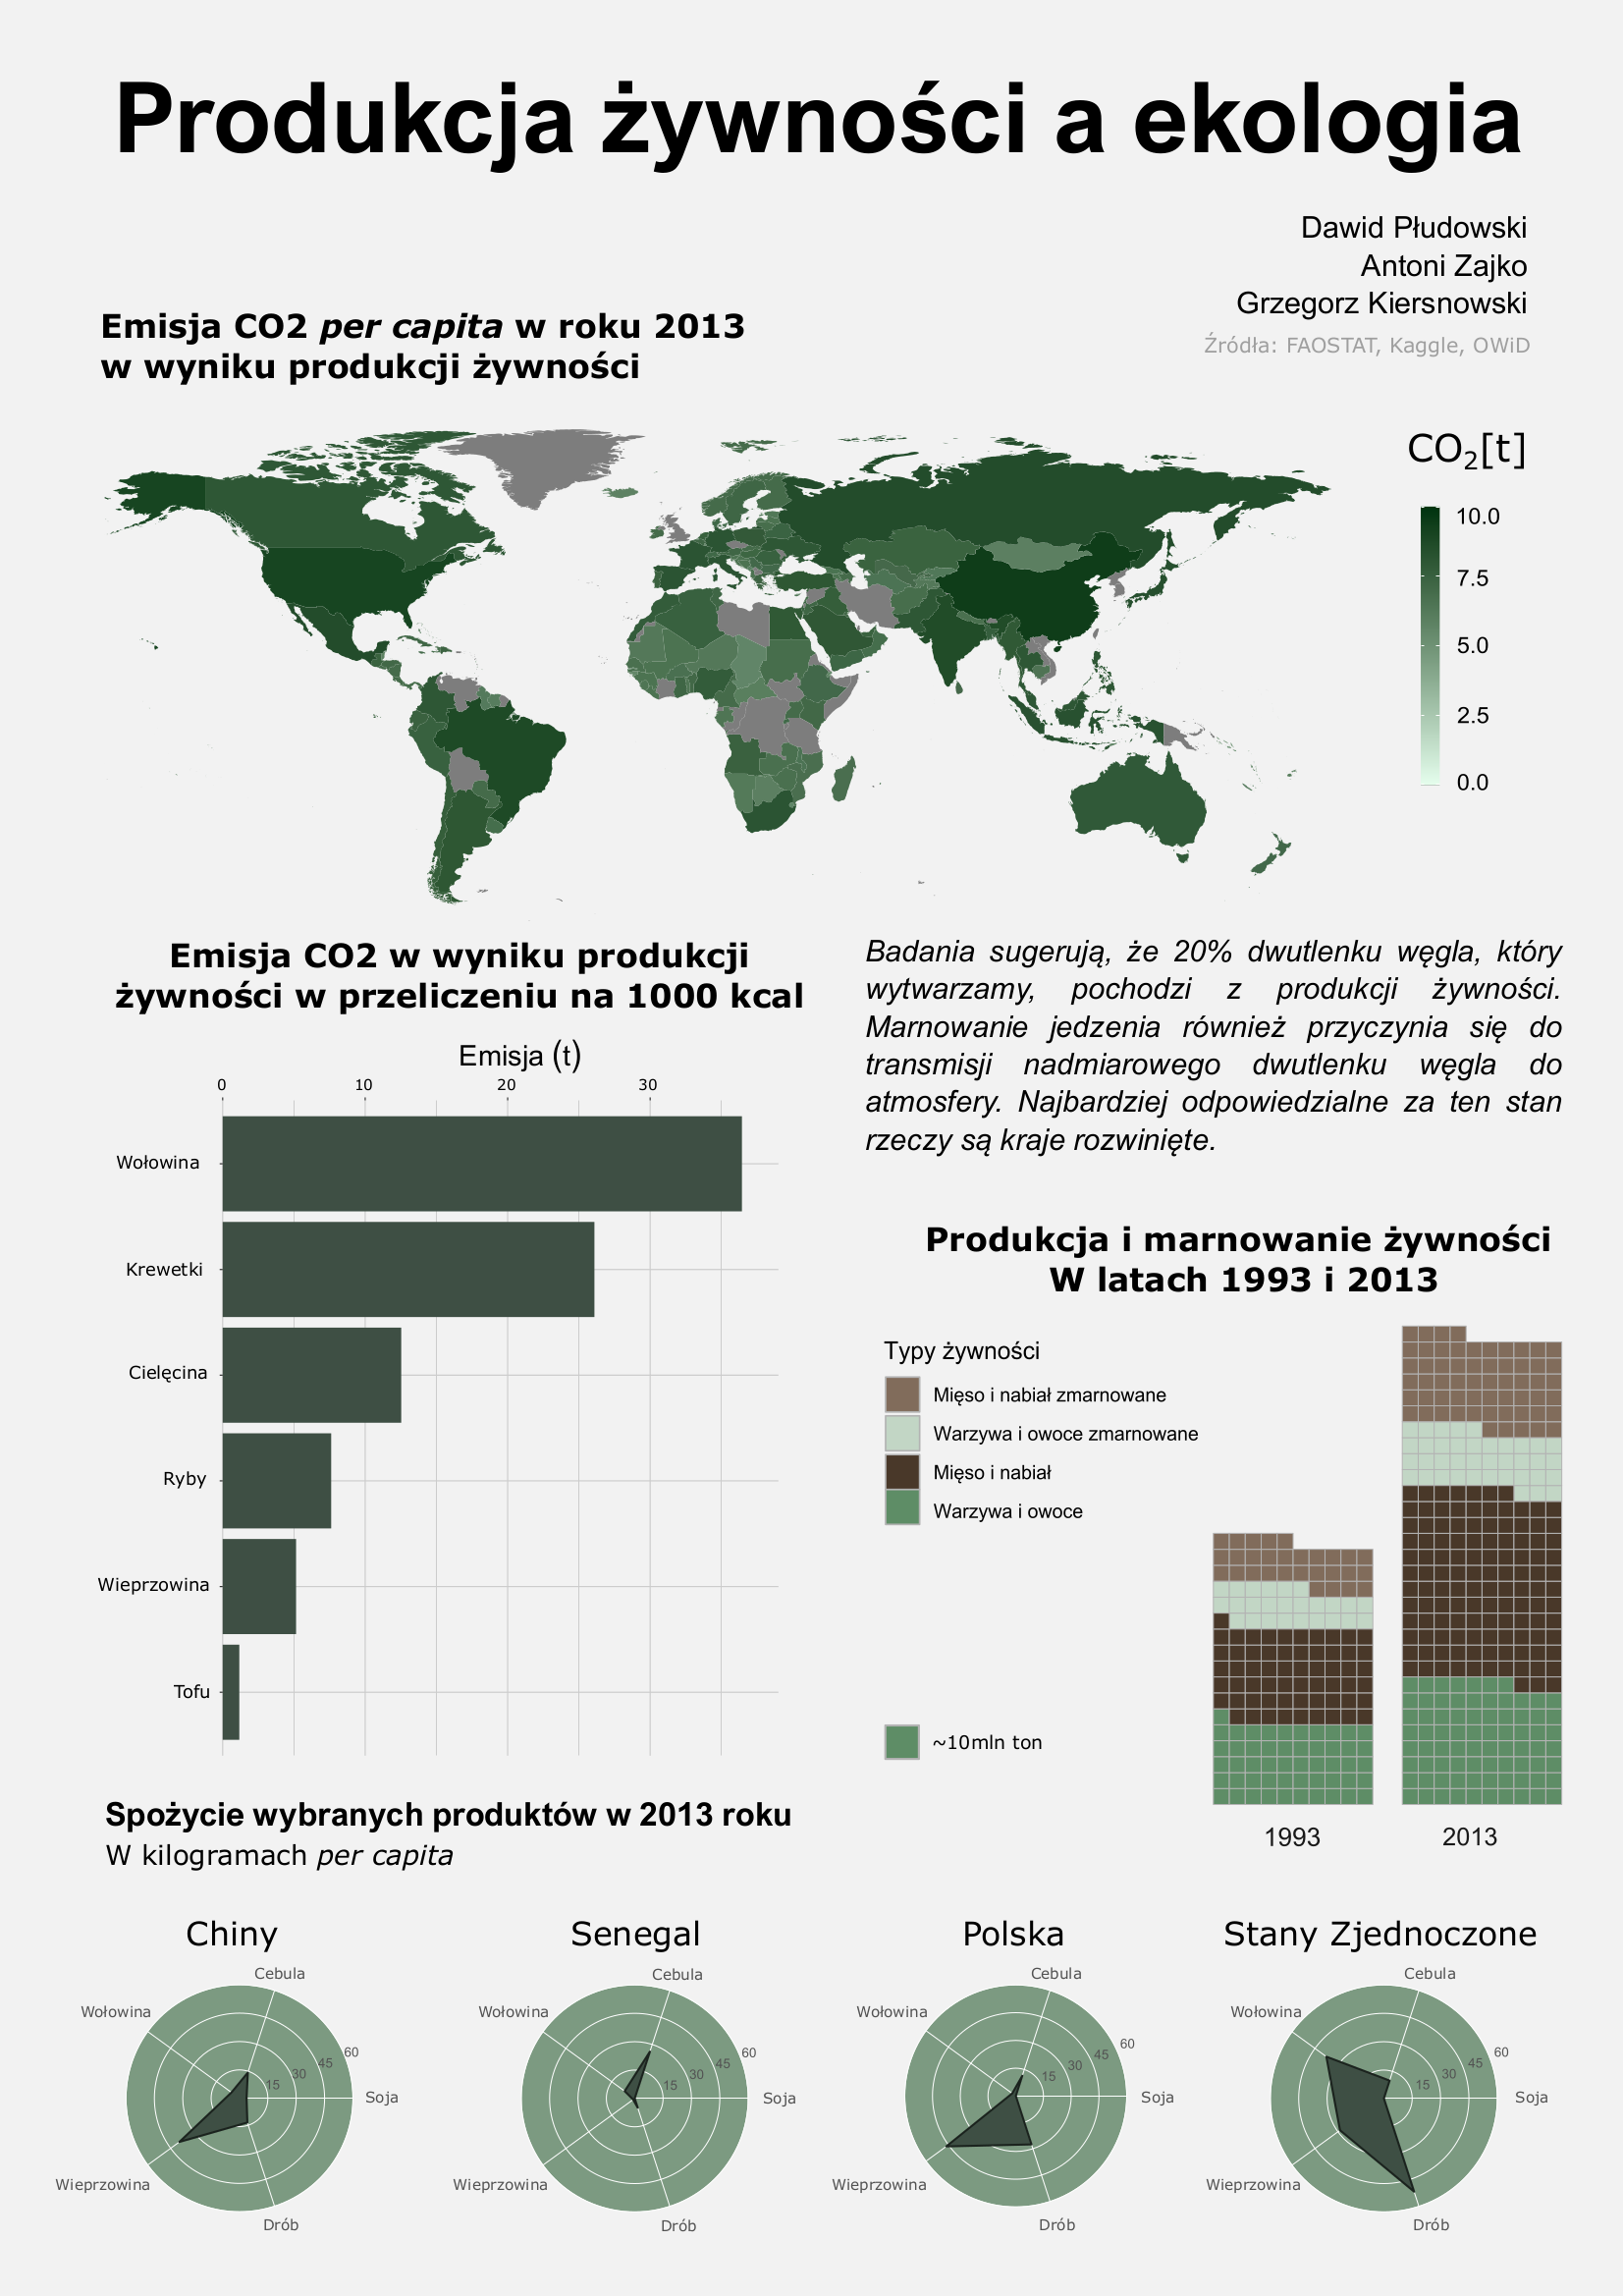 Produkcja żywności a ekologia
Dawid Płudowski
Antoni Zajko
Grzegorz Kiersnowski
Źródła: FAOSTAT, Kaggle, OWiD
Emisja CO2 per capita w roku 2013
w wyniku produkcji żywności
CO₂[t]
10.0
7.5
5.0
2.5
0.0
Emisja CO2 w wyniku produkcji
żywności w przeliczeniu na 1000 kcal
Emisja (t)
0 10 20 30
Wołowina
Krewetki
Cielęcina
Ryby
Wieprzowina
Tofu
Badania sugerują, że 20% dwutlenku węgla, który
wytwarzamy, pochodzi z produkcji żywności.
Marnowanie jedzenia również przyczynia się do
transmisji nadmiarowego dwutlenku węgla do
atmosfery. Najbardziej odpowiedzialne za ten stan
rzeczy są kraje rozwinięte.
Produkcja i marnowanie żywności
W latach 1993 i 2013
Typy żywności
Mięso i nabiał zmarnowane
Warzywa i owoce zmarnowane
Mięso i nabiał
Warzywa i owoce
~10mln ton
1993 2013
Spożycie wybranych produktów w 2013 roku
W kilogramach per capita
Chiny
Cebula
Wołowina
15 30 45 60
Soja
Wieprzowina
Drób
Senegal
Cebula
Wołowina
15 30 45 60
Soja
Wieprzowina
Drób
Polska
Cebula
Wołowina
15 30 45 60
Soja
Wieprzowina
Drób
Stany Zjednoczone
Cebula
Wołowina
15 30 45 60
Soja
Wieprzowina
Drób